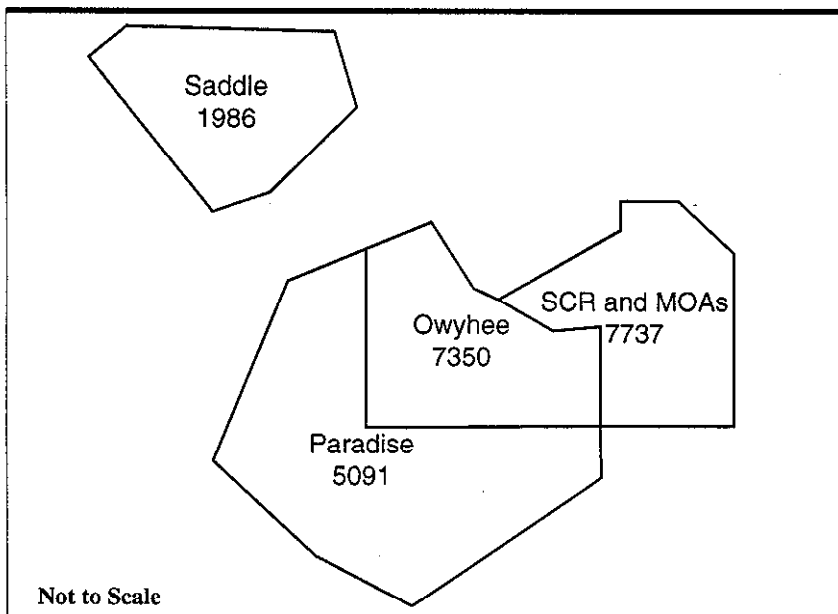 Saddle
1986
SCR and MOAs
7737
Owyhee
7350
Paradise
5091
Not to Scale